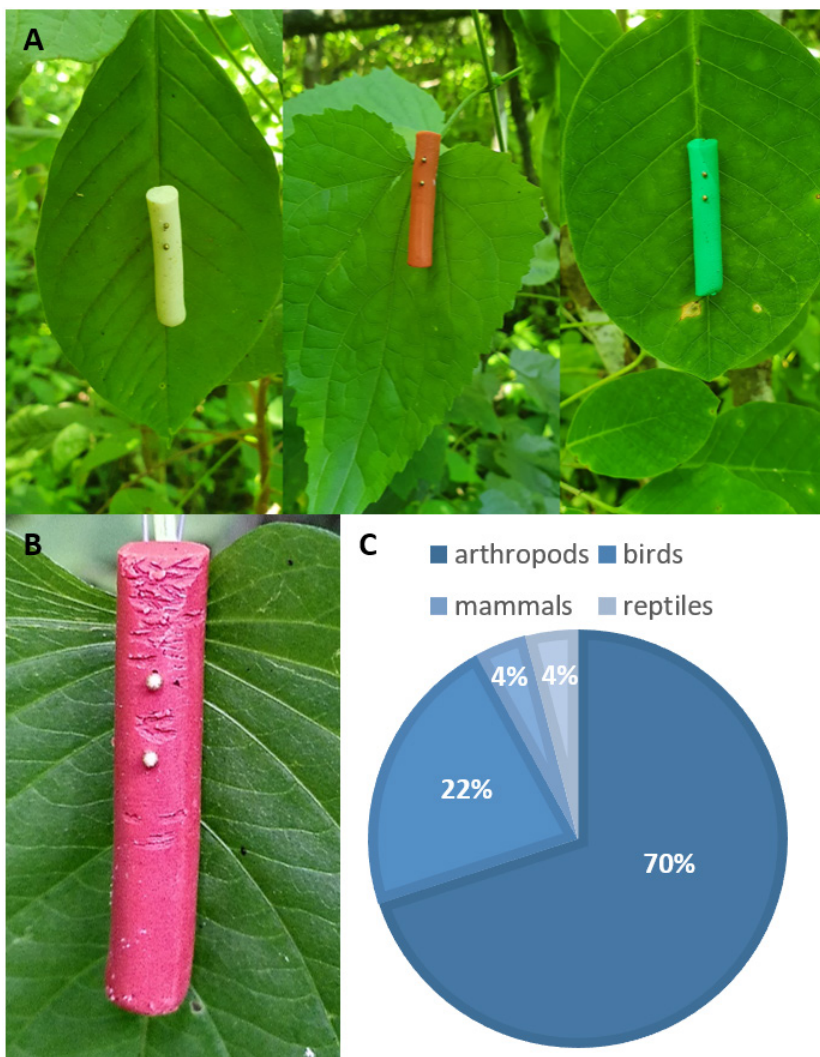 A
B
C
arthropods birds
mammals reptiles
4% 4%
22%
70%